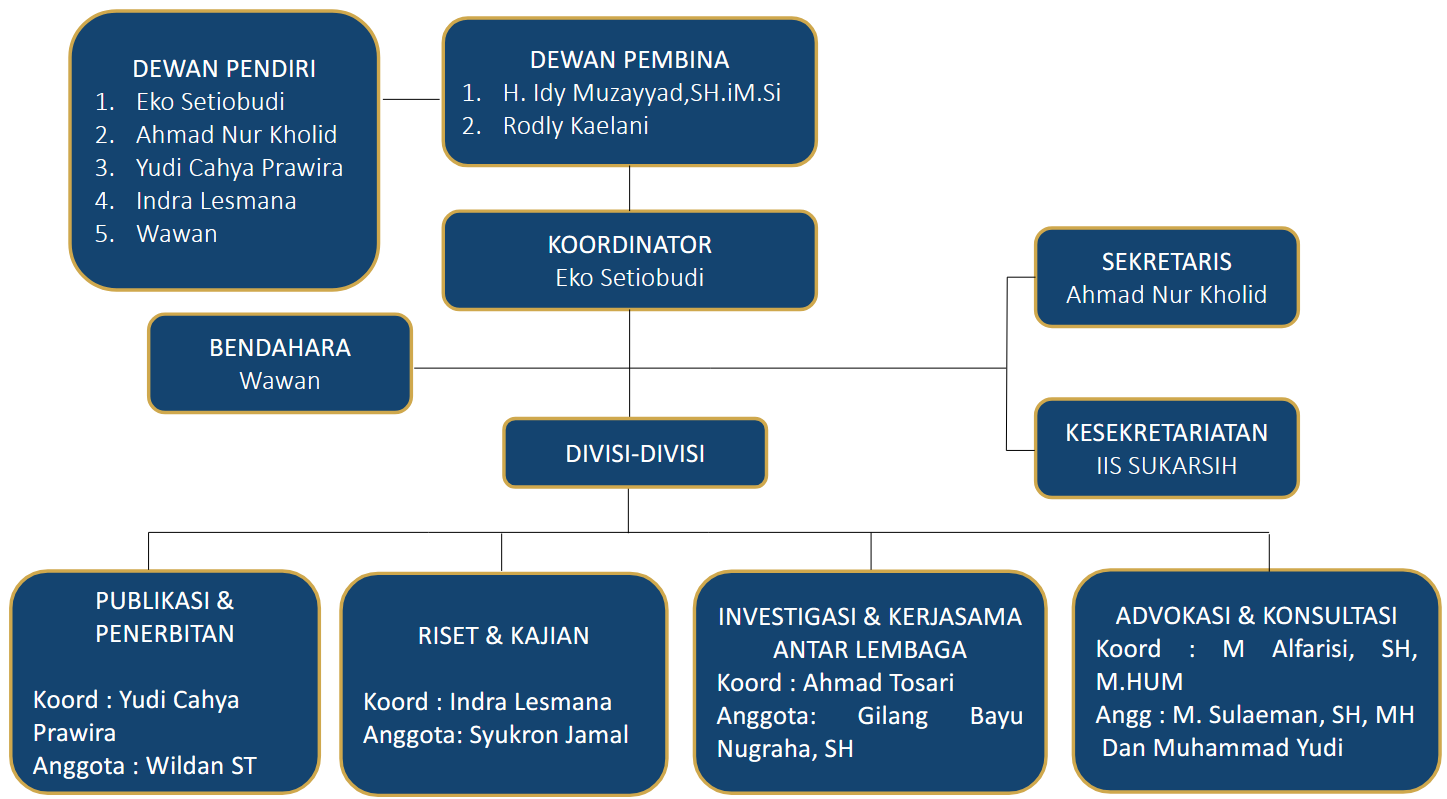 DEWAN PENDIRI
1. Eko Setiobudi
2. Ahmad Nur Kholid
3. Yudi Cahya Prawira
4. Indra Lesmana
5. Wawan
DEWAN PEMBINA
1. H. Idy Muzayyad,SH.iM.Si
2. Rodly Kaelani
KOORDINATOR
Eko Setiobudi
SEKRETARIS
Ahmad Nur Kholid
BENDAHARA
Wawan
KESEKRETARIATAN
IIS SUKARSIH
DIVISI-DIVISI
PUBLIKASI &
PENERBITAN
Koord : Yudi Cahya
Prawira
Anggota : Wildan ST
RISET & KAJIAN
Koord : Indra Lesmana
Anggota: Syukron Jamal
INVESTIGASI & KERJASAMA
ANTAR LEMBAGA
Koord : Ahmad Tosari
Anggota: Gilang Bayu
Nugraha, SH
ADVOKASI & KONSULTASI
Koord : M Alfarisi, SH,
M.HUM
Angg : M. Sulaeman, SH, MH
Dan Muhammad Yudi